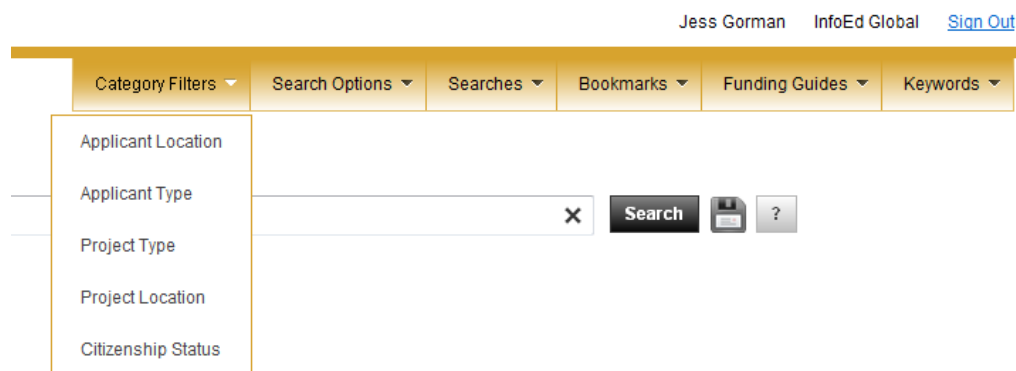 Jess Gorman InfoEd Global Sign Out
Category Filters Search Options Searches Bookmarks Funding Guides Keywords
Applicant Location
Applicant Type
Search ?
Project Type
Project Location
Citizenship Status